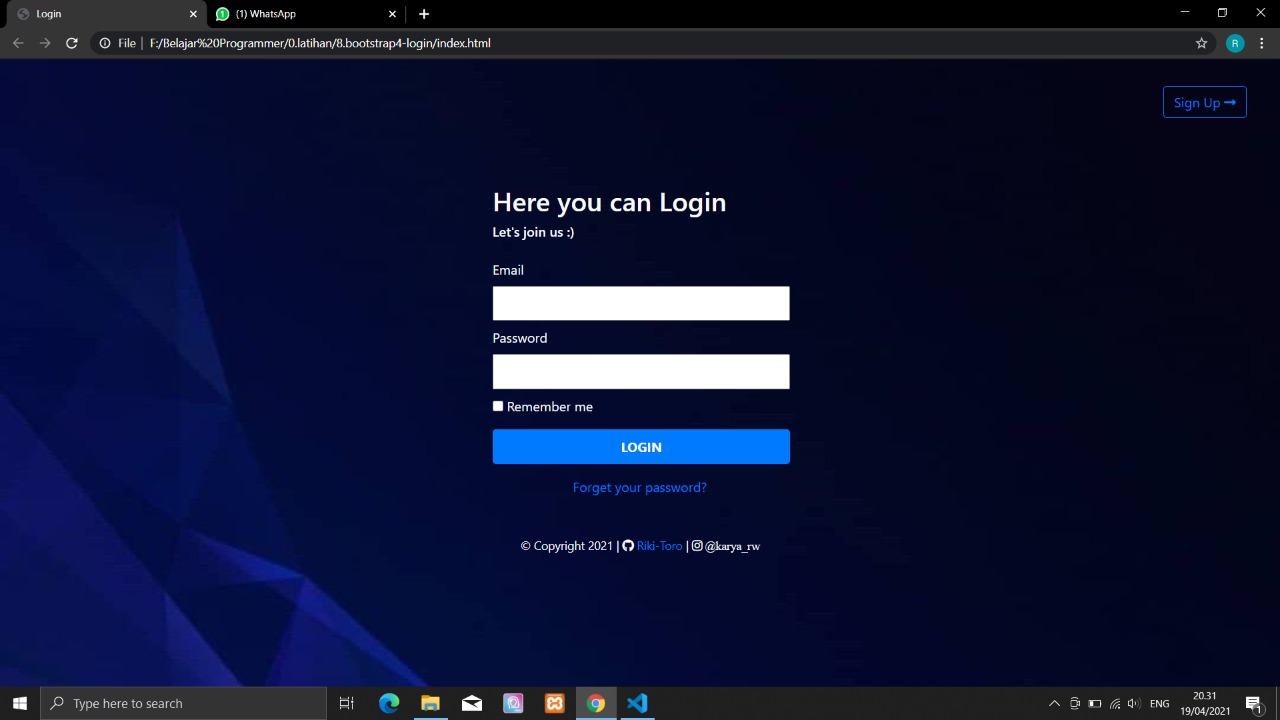 Login
(1) WhatsApp
File | F:/Belajar%20Programmer/0.latihan/8.bootstrap4-login/index.html
R
Sign Up
Here you can Login
Let's join us :)
Email
Password
Remember me
LOGIN
Forget your password?
© Copyright 2021 | Riki-Toro | @karya_rw
Type here to search
ENG
20.31
19/04/2021
1